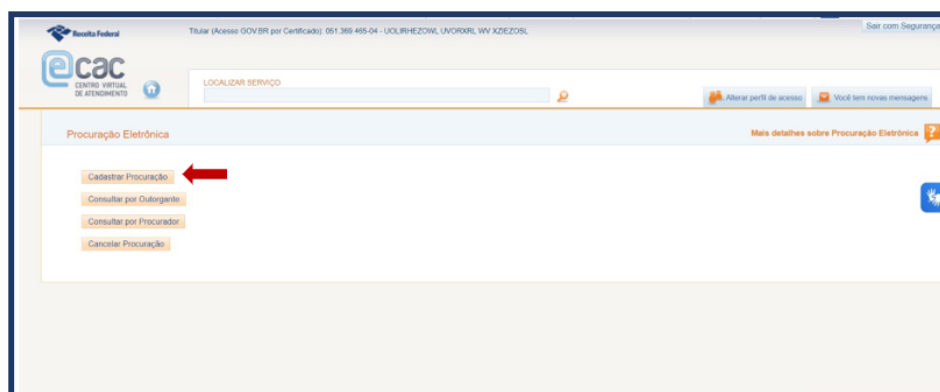 Receita Federal
Titular (Acesso GOV.BR por Certificado): 051.369.465-04 - UOLIRHEZOWL UVORXRL WV XZIEZOSL
Sair com Segurança
ecac
CENTRO VIRTUAL
DE ATENDIMENTO
LOCALIZAR SERVIÇO
Alterar perfil de acesso
Você tem novas mensagens
Procuração Eletrônica
Mais detalhes sobre Procuração Eletrônica ?
Cadastrar Procuração
Consultar por Outorgante
Consultar por Procurador
Cancelar Procuração